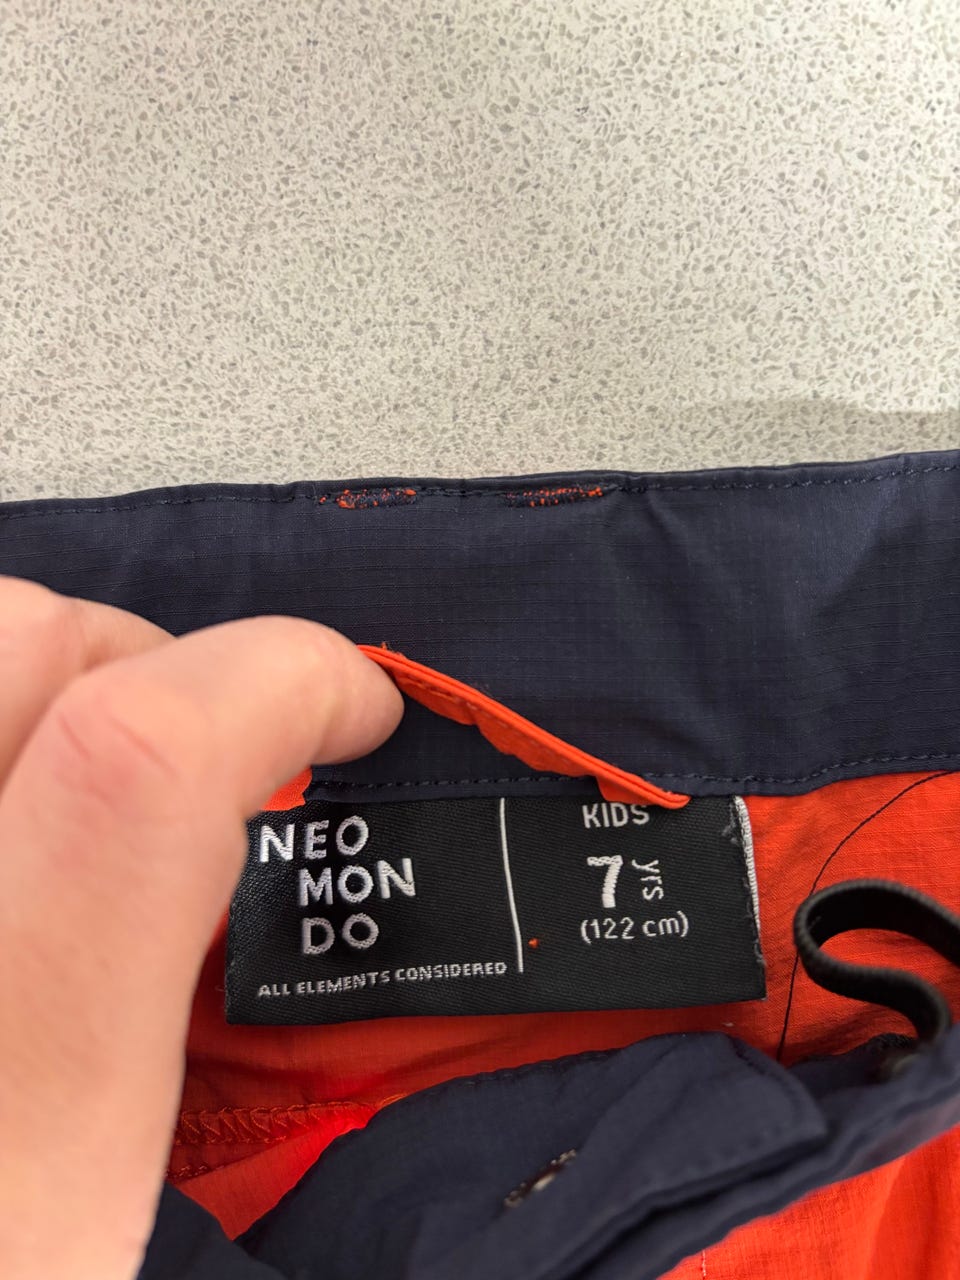 NEO
MON
DO
ALL ELEMENTS CONSIDERED
KIDS
7 yrs
(122 cm)